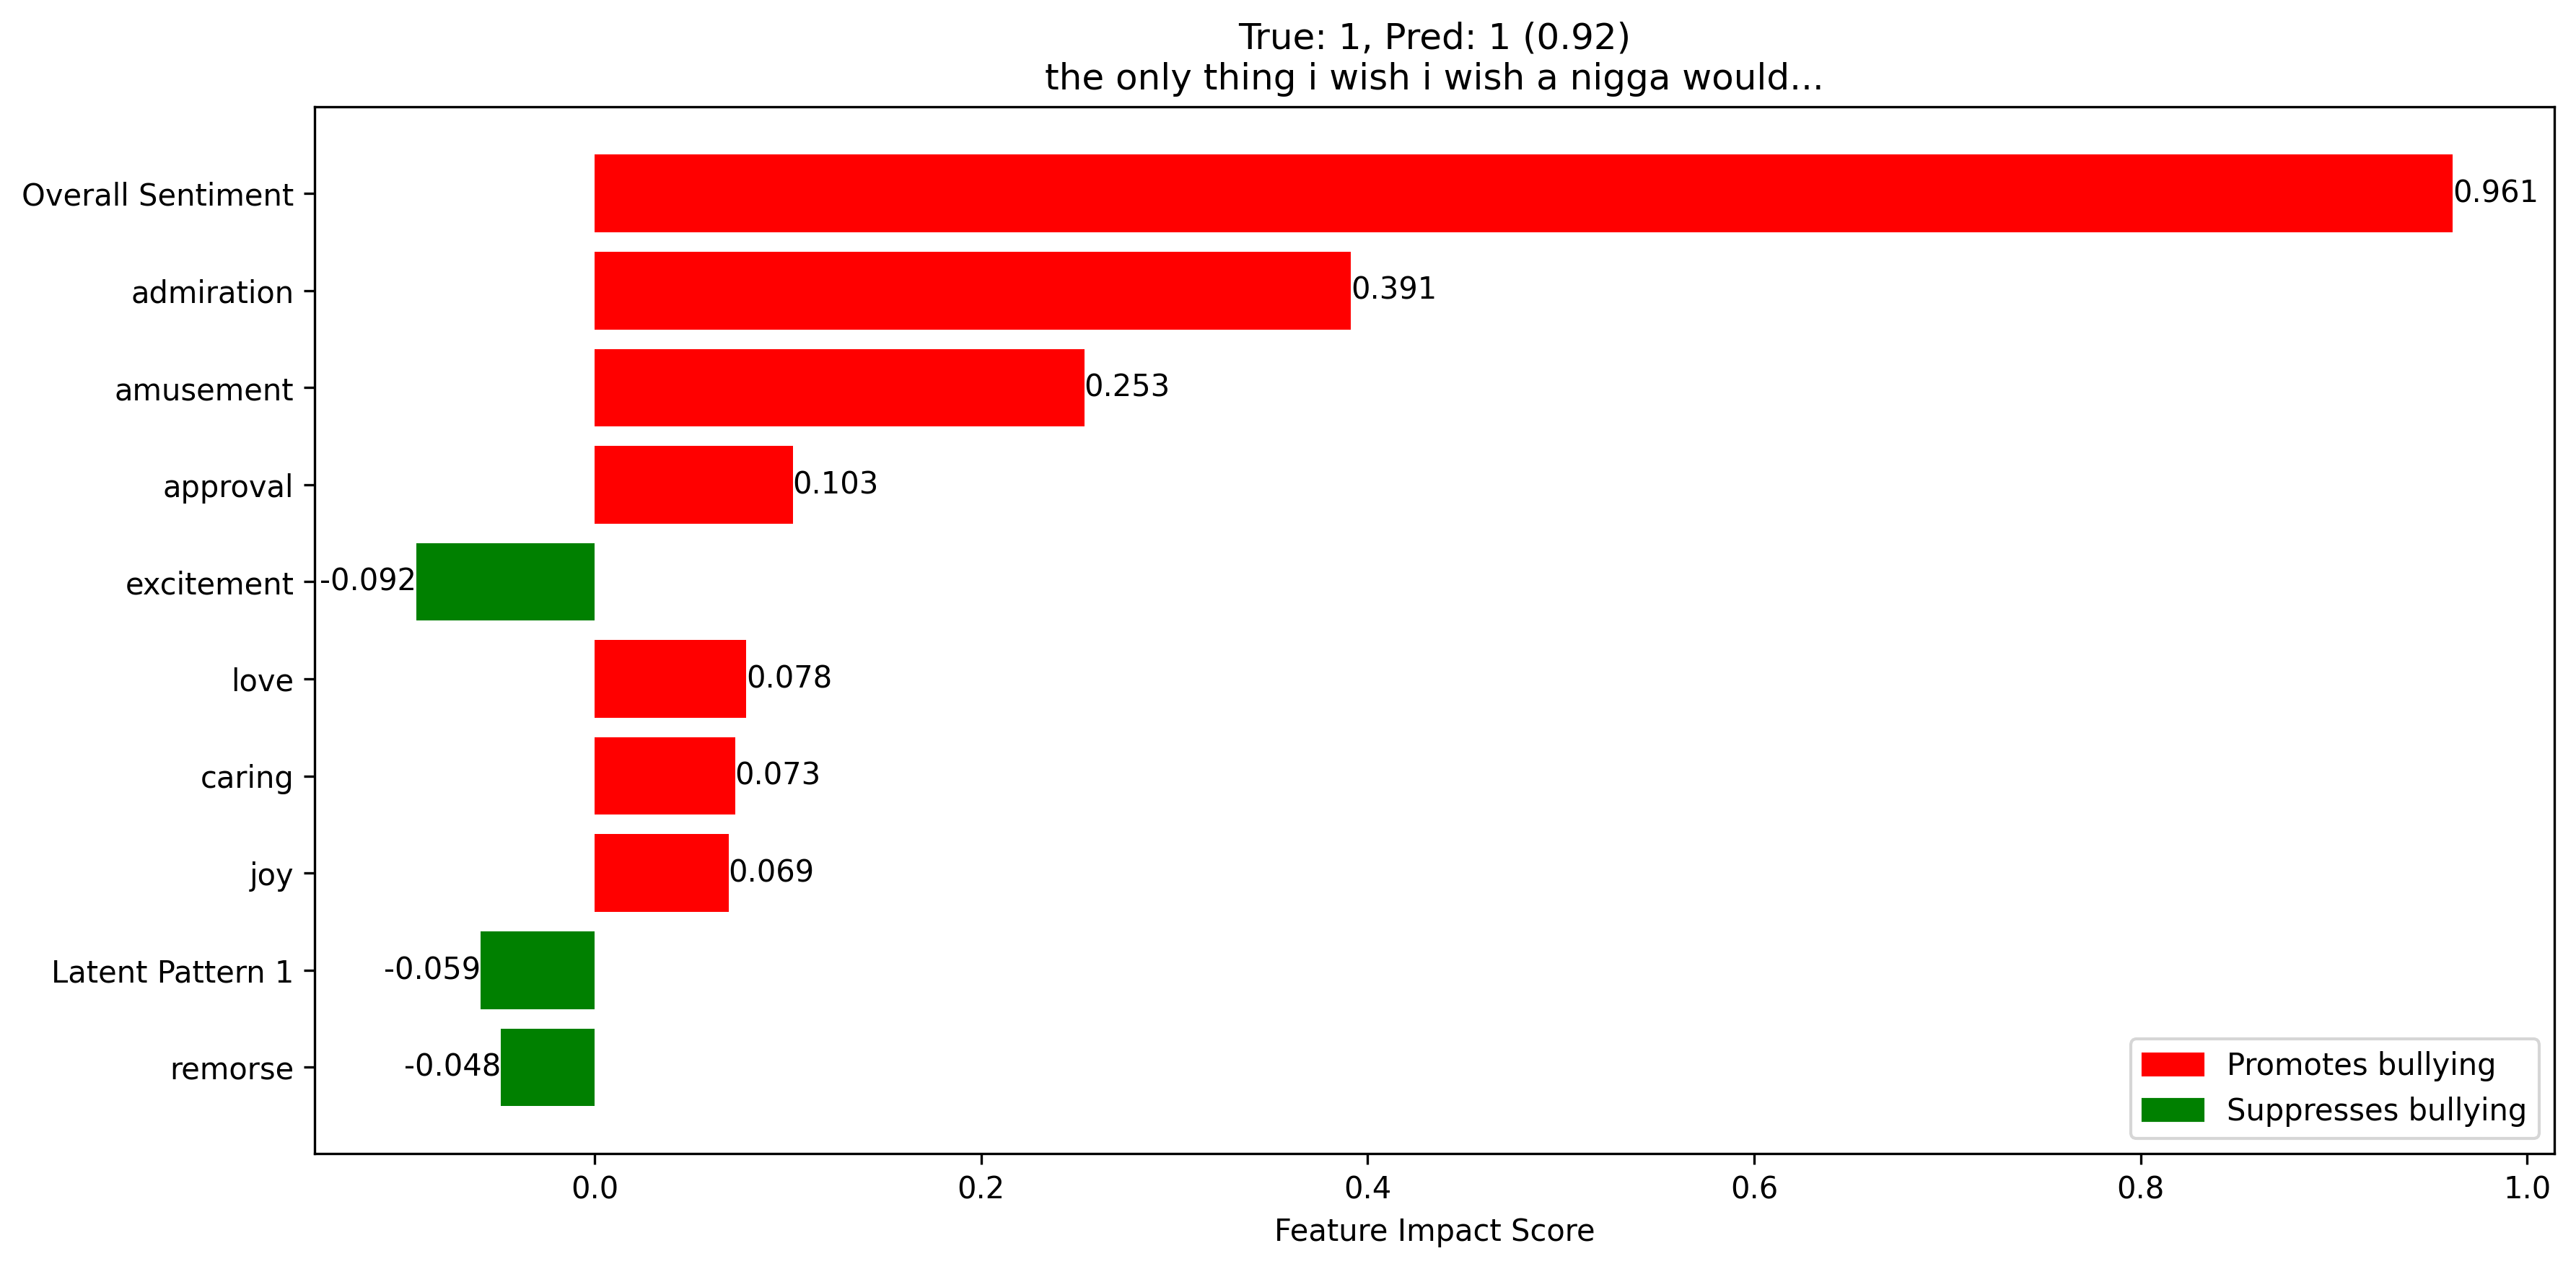 True: 1, Pred: 1 (0.92)
the only thing i wish i wish a nigga would...
Overall Sentiment
0.961
admiration
0.391
amusement
0.253
approval
0.103
excitement
-0.092
love
0.078
caring
0.073
joy
0.069
Latent Pattern 1
-0.059
remorse
-0.048
Promotes bullying
Suppresses bullying
0.0 0.2 0.4 0.6 0.8 1.0
Feature Impact Score